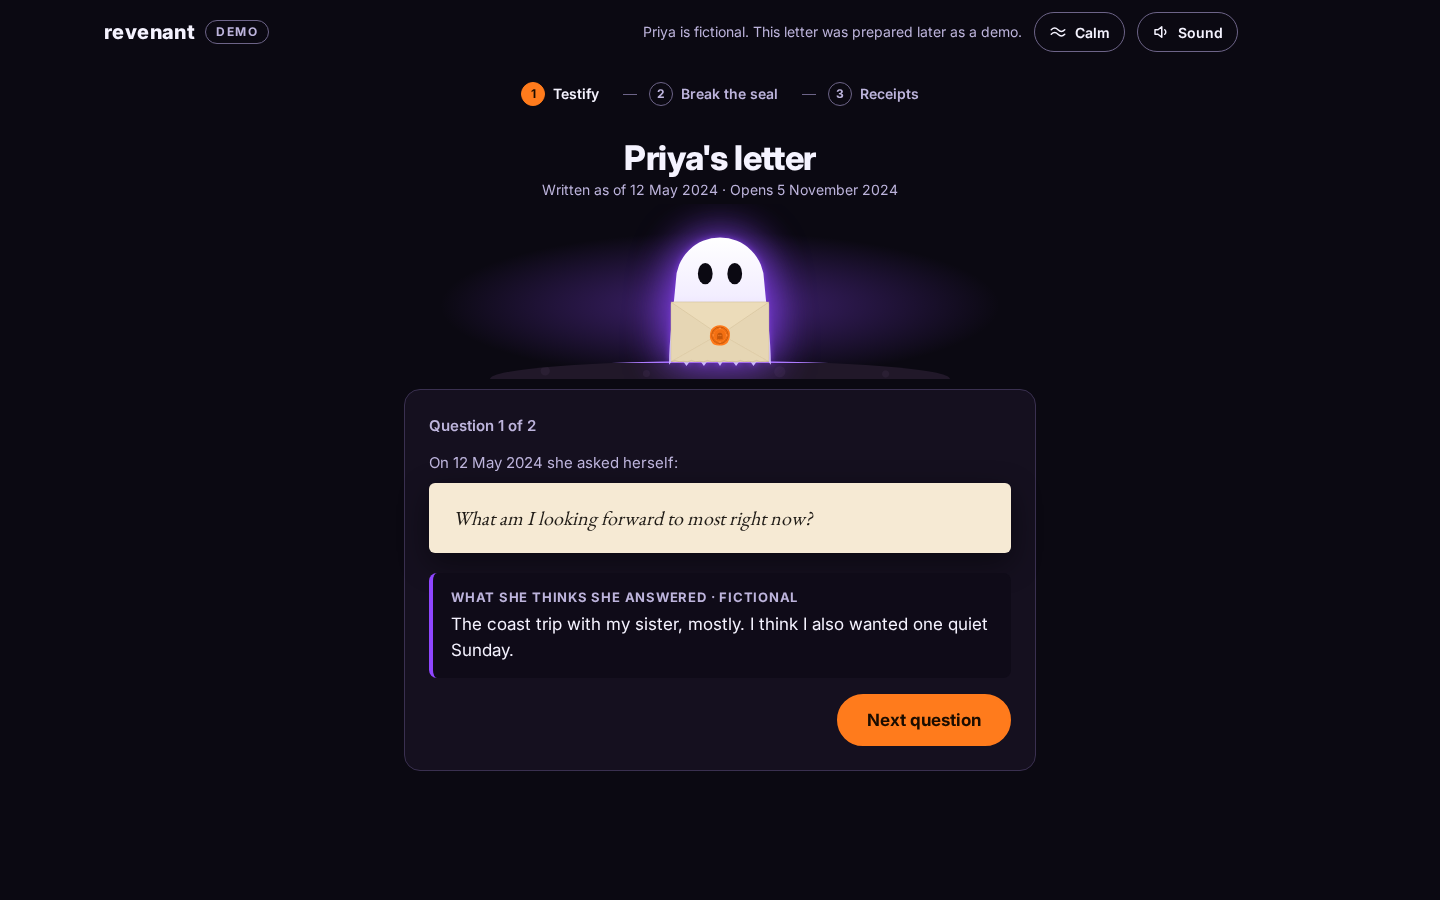 revenant DEMO
Priya is fictional. This letter was prepared later as a demo. Calm Sound
1 Testify — 2 Break the seal — 3 Receipts
Priya's letter
Written as of 12 May 2024 · Opens 5 November 2024
Question 1 of 2
On 12 May 2024 she asked herself:
What am I looking forward to most right now?
WHAT SHE THINKS SHE ANSWERED · FICTIONAL
The coast trip with my sister, mostly. I think I also wanted one quiet
Sunday.
Next question